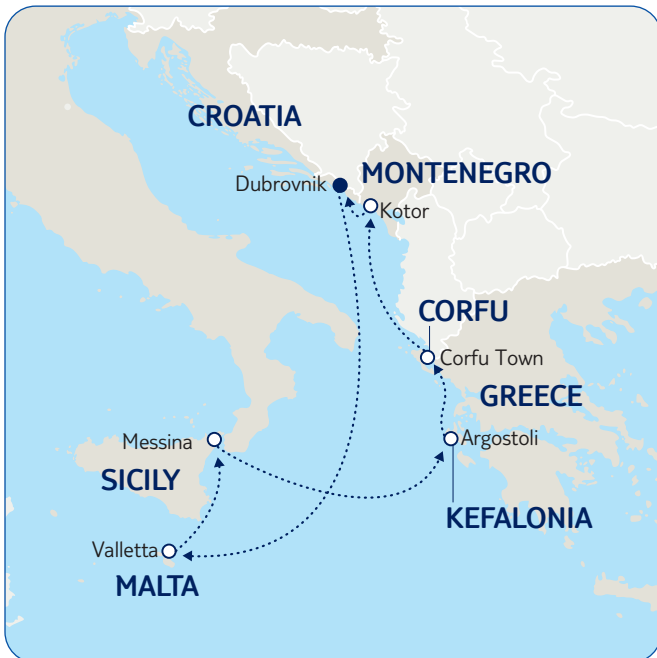 CROATIA
MONTENEGRO
Dubrovnik
Kotor
CORFU
Corfu Town
GREECE
Messina
Argostoli
SICILY
KEFALONIA
Valletta
MALTA